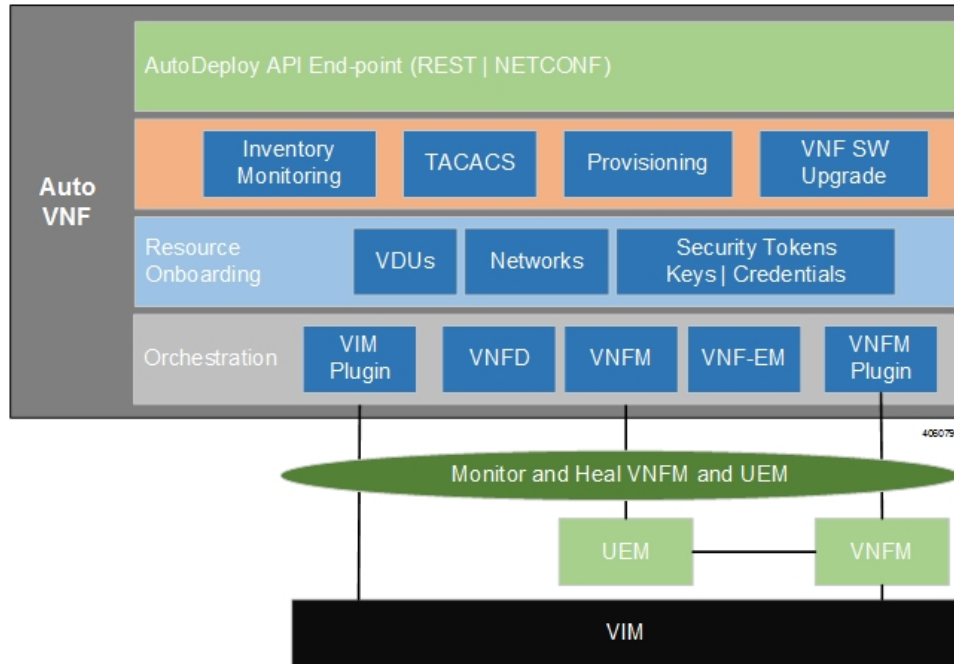 AutoDeploy API End-point (REST | NETCONF)
Auto
VNF
Inventory
Monitoring
TACACS
Provisioning
VNF SW
Upgrade
Resource
Onboarding
VDUs
Networks
Security Tokens
Keys | Credentials
Orchestration
VIM
Plugin
VNFD
VNFM
VNF-EM
VNFM
Plugin
406079
Monitor and Heal VNFM and UEM
UEM
VNFM
VIM